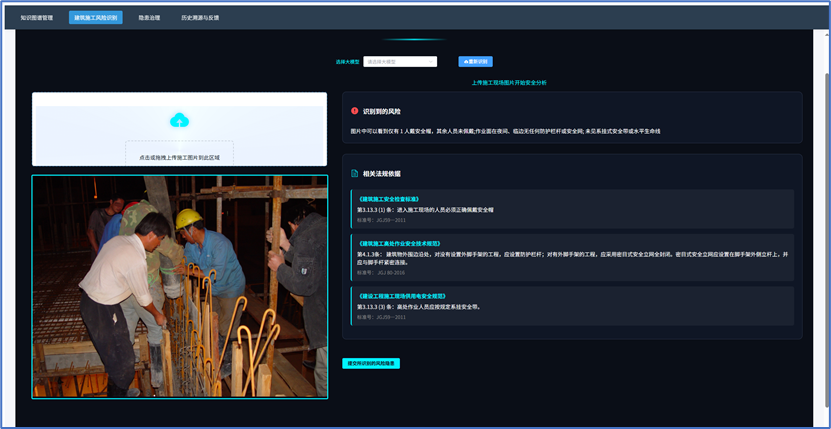 知识图谱管理
建筑施工风险识别
隐患治理
历史溯源与反馈
选择大模型
请选择大模型
重新识别
上传施工现场图片开始安全分析
点击或拖拽上传施工图片到此区域
识别到的风险
图片中可以看到仅有 1 人戴安全帽，其余人员未佩戴;作业面在夜间、临边无任何防护栏杆或安全网; 未见系挂式安全带或水平生命线
相关法规依据
《建筑施工安全检查标准》
第3.13.3 (1) 条：进入施工现场的人员必须正确佩戴安全帽
标准号：JGJ59－2011
《建筑施工高处作业安全技术规范》
第4.1.3条： 建筑物外围边沿处，对没有设置外脚手架的工程，应设置防护栏杆；对有外脚手架的工程，应采用密目式安全立网全封闭。密目式安全立网应设置在脚手架外侧立杆上，并
应与脚手杆紧密连接。
标准号：JGJ 80-2016
《建设工程施工现场供用电安全规范》
第3.13.3 (3) 条：高处作业人员应按规定系挂安全带。
标准号：JGJ59－2011
提交所识别的风险隐患